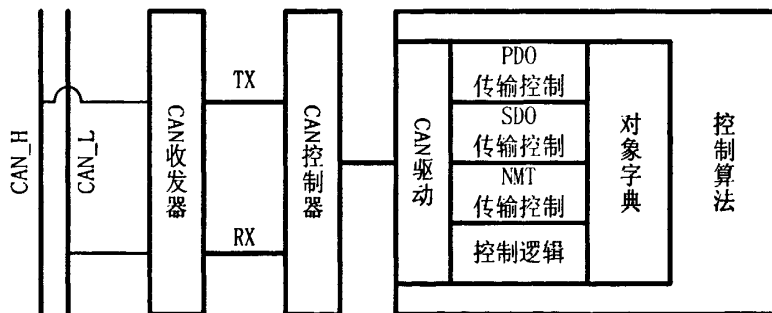 CAN_H
CAN_L
CAN收发器
TX
RX
CAN控制器
CAN驱动
PDO
传输控制
SDO
传输控制
NMT
传输控制
控制逻辑
对象字典
控制算法